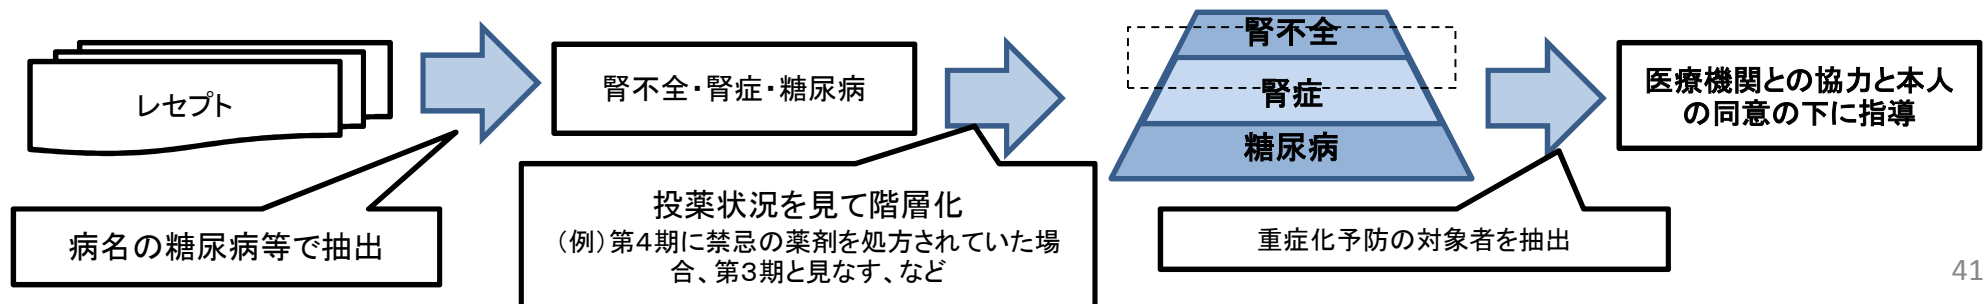 レセプト
腎不全・腎症・糖尿病
腎不全
腎症
糖尿病
医療機関との協力と本人
の同意の下に指導
病名の糖尿病等で抽出
投薬状況を見て階層化
（例）第４期に禁忌の薬剤を処方されていた場
合、第３期と見なす、など
重症化予防の対象者を抽出
41